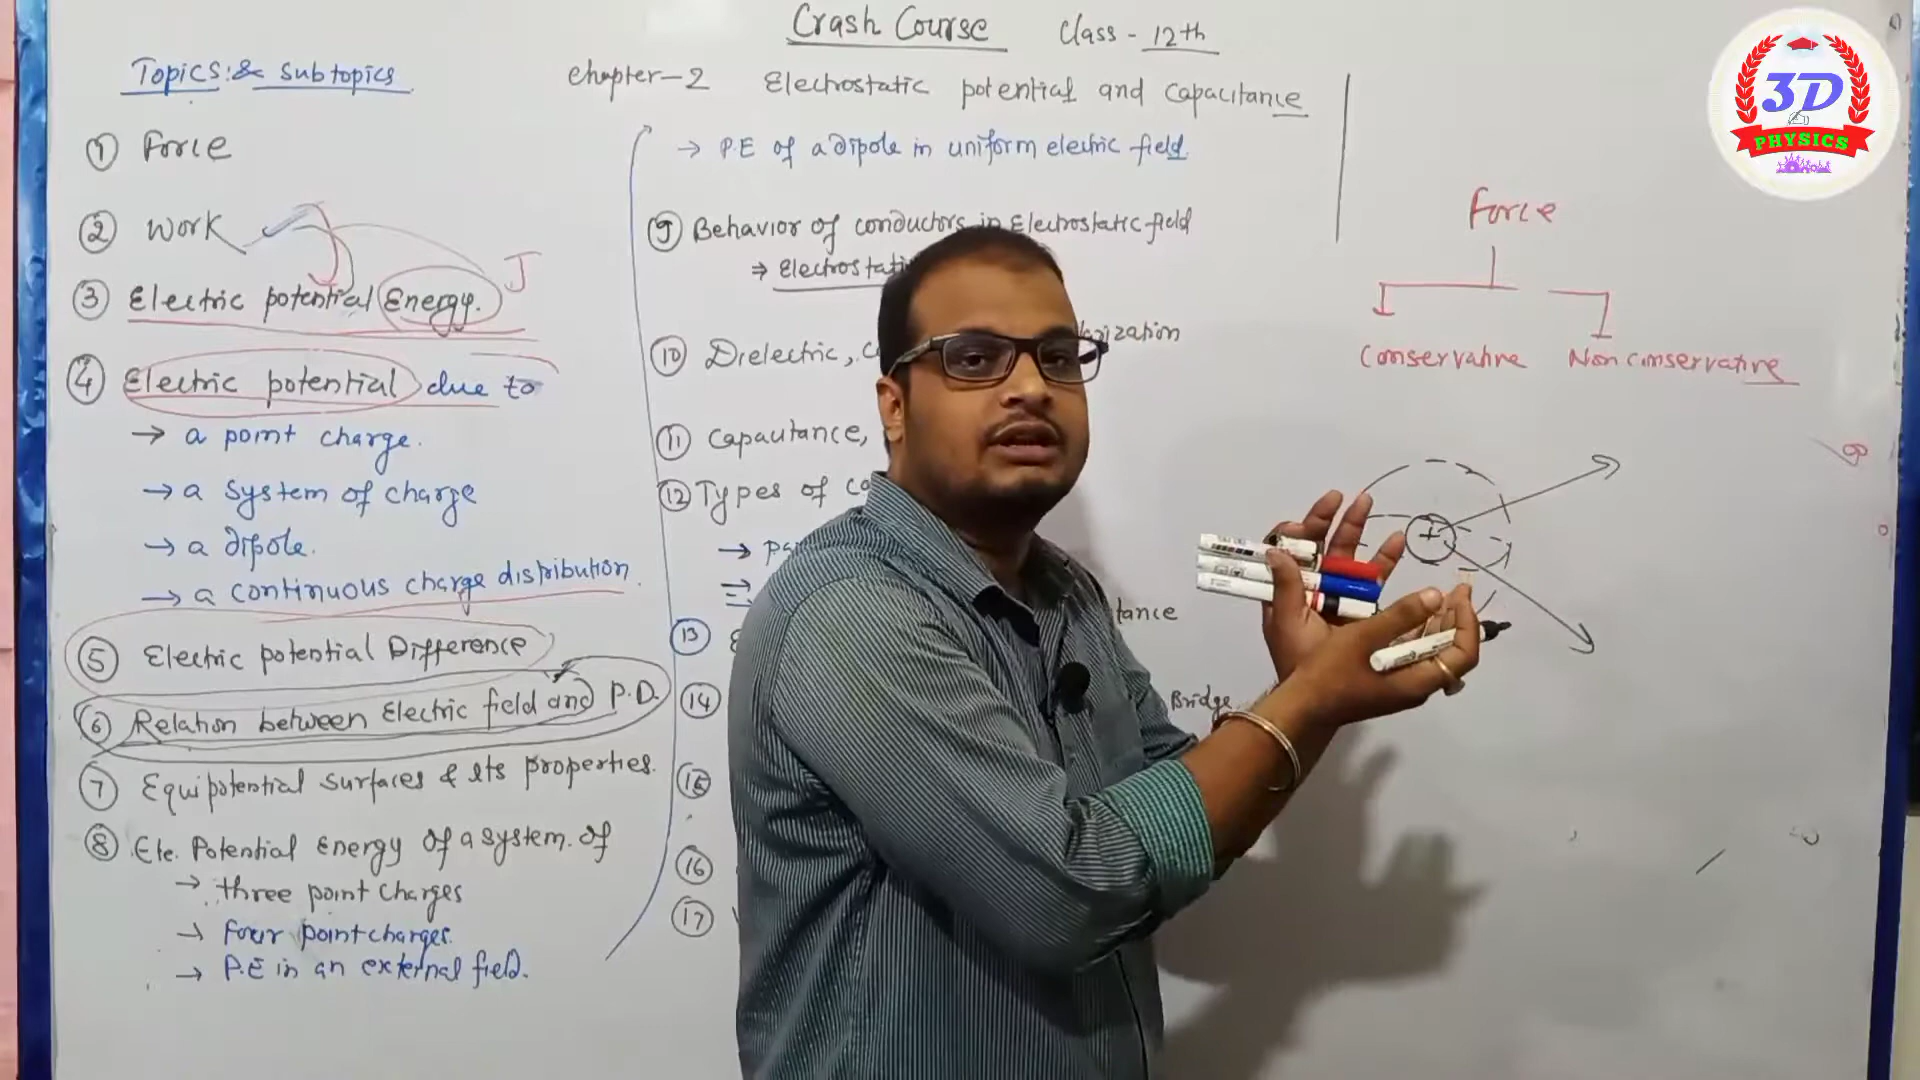 Crash Course Class - 12th
Topics & subtopics
Chapter-2 Electrostatic potential and capacitance
① Force
② Work
③ Electric potential Energy.
J
④ Electric potential due to
→ a point charge.
→ a system of charge
→ a dipole.
→ a continuous charge distribution
⑤ Electric potential Difference
⑥ Relation between Electric field and P.D.
⑦ Equipotential surfaces & its properties.
⑧ Ele. Potential Energy of a system of
→ three point charges
→ four point charges.
→ P.E in an external field.
→ P.E of a dipole in uniform electric field.
⑨ Behavior of conductors in Electrostatic field
⇒
⑩ Dielectric,
⑪ Capacitance,
⑫ Types of
→
⑬
⑭ Bridge
⑯
⑰
Force
Conservative Nonconservative
+
3D
PHYSICS